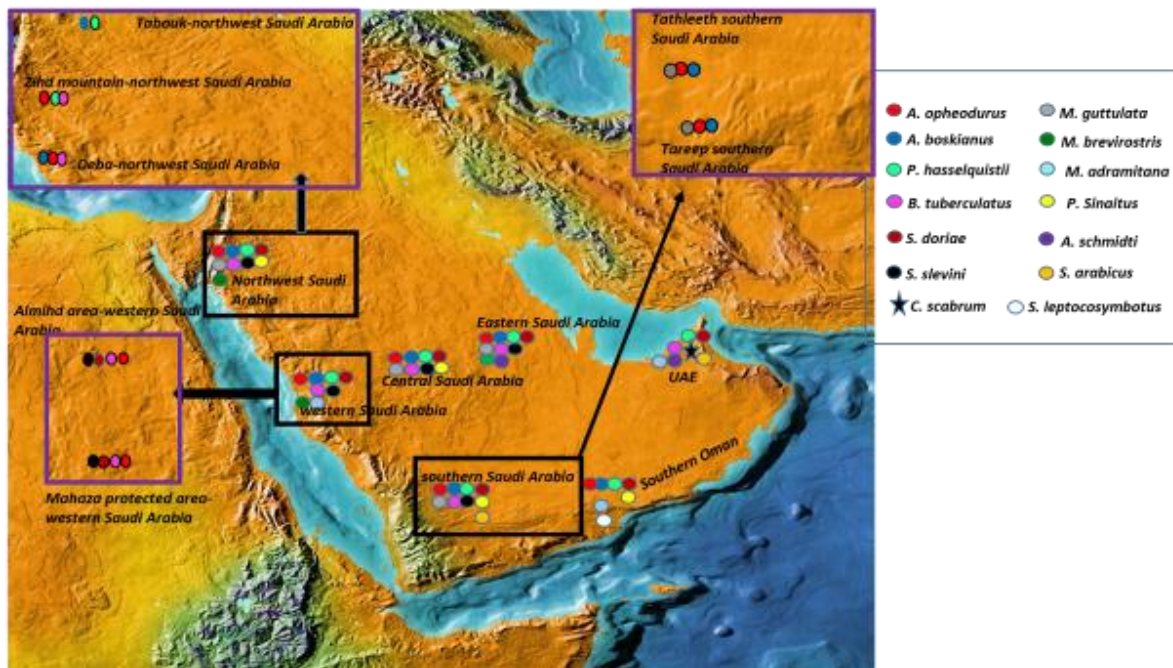 Tabouk-northwest Saudi Arabia
Zihd mountain-northwest Saudi Arabia
Deba-northwest Saudi Arabia
Tathleeth southern
Saudi Arabia
Tareep southern
Saudi Arabia
Northwest Saudi
Arabia
Almihd area-western Saudi
Arabia
Eastern Saudi Arabia
Central Saudi Arabia
UAE
western Saudi Arabia
southern Saudi Arabia
Southern Oman
Mahaza protected area-
western Saudi Arabia
A. opheodurus
M. guttulata
A. boskianus
M. brevirostris
P. hasselquistii
M. adramitana
B. tuberculatus
P. Sinaitus
S. doriae
A. schmidti
S. slevini
S. arabicus
C. scabrum
S. leptocosymbotus